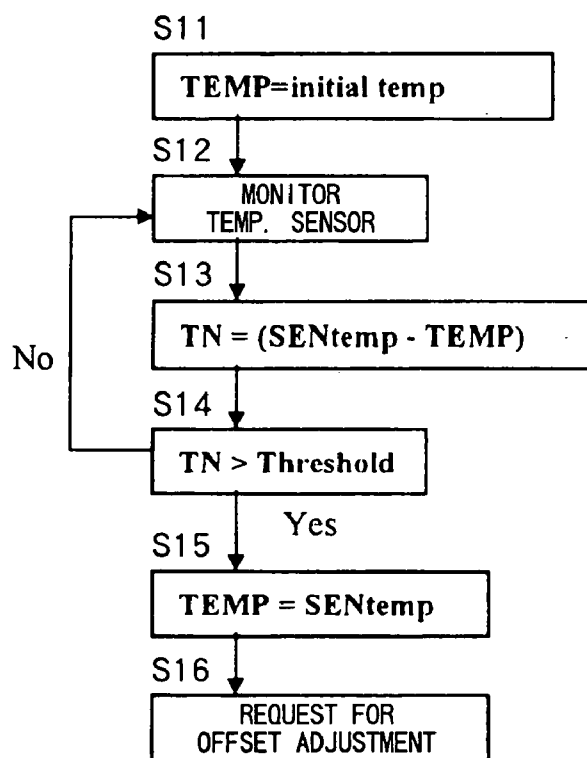 S11
TEMP=initial temp
S12
MONITOR
TEMP. SENSOR
S13
TN = (SENtemp - TEMP)
No
S14
TN > Threshold
Yes
S15
TEMP = SENtemp
S16
REQUEST FOR
OFFSET ADJUSTMENT